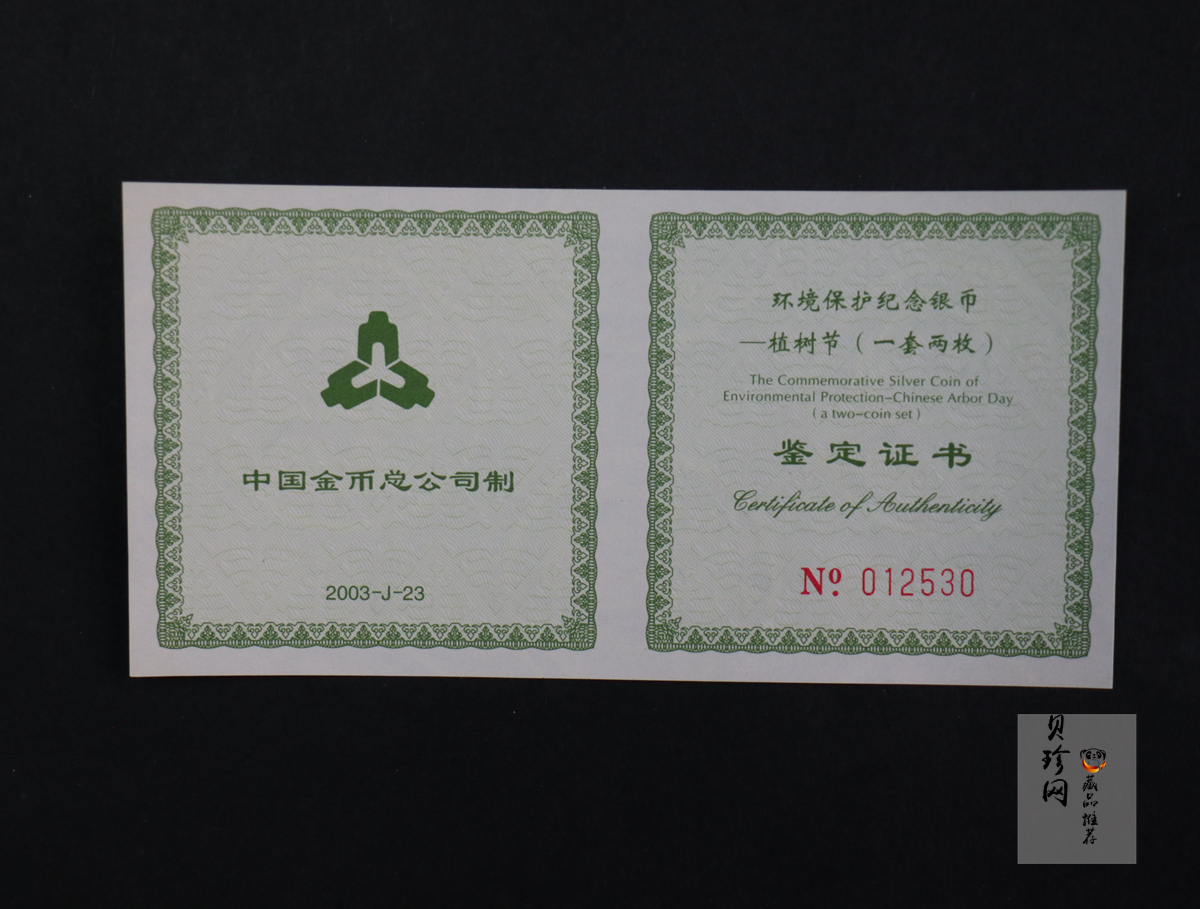 中国金币总公司制
2003-J-23
环境保护纪念银币
—植树节（一套两枚）
The Commemorative Silver Coin of
Environmental Protection-Chinese Arbor Day
(a two-coin set)
鉴定证书
Certificate of Authenticity
Nº 012530
贝珍网
藏品推荐